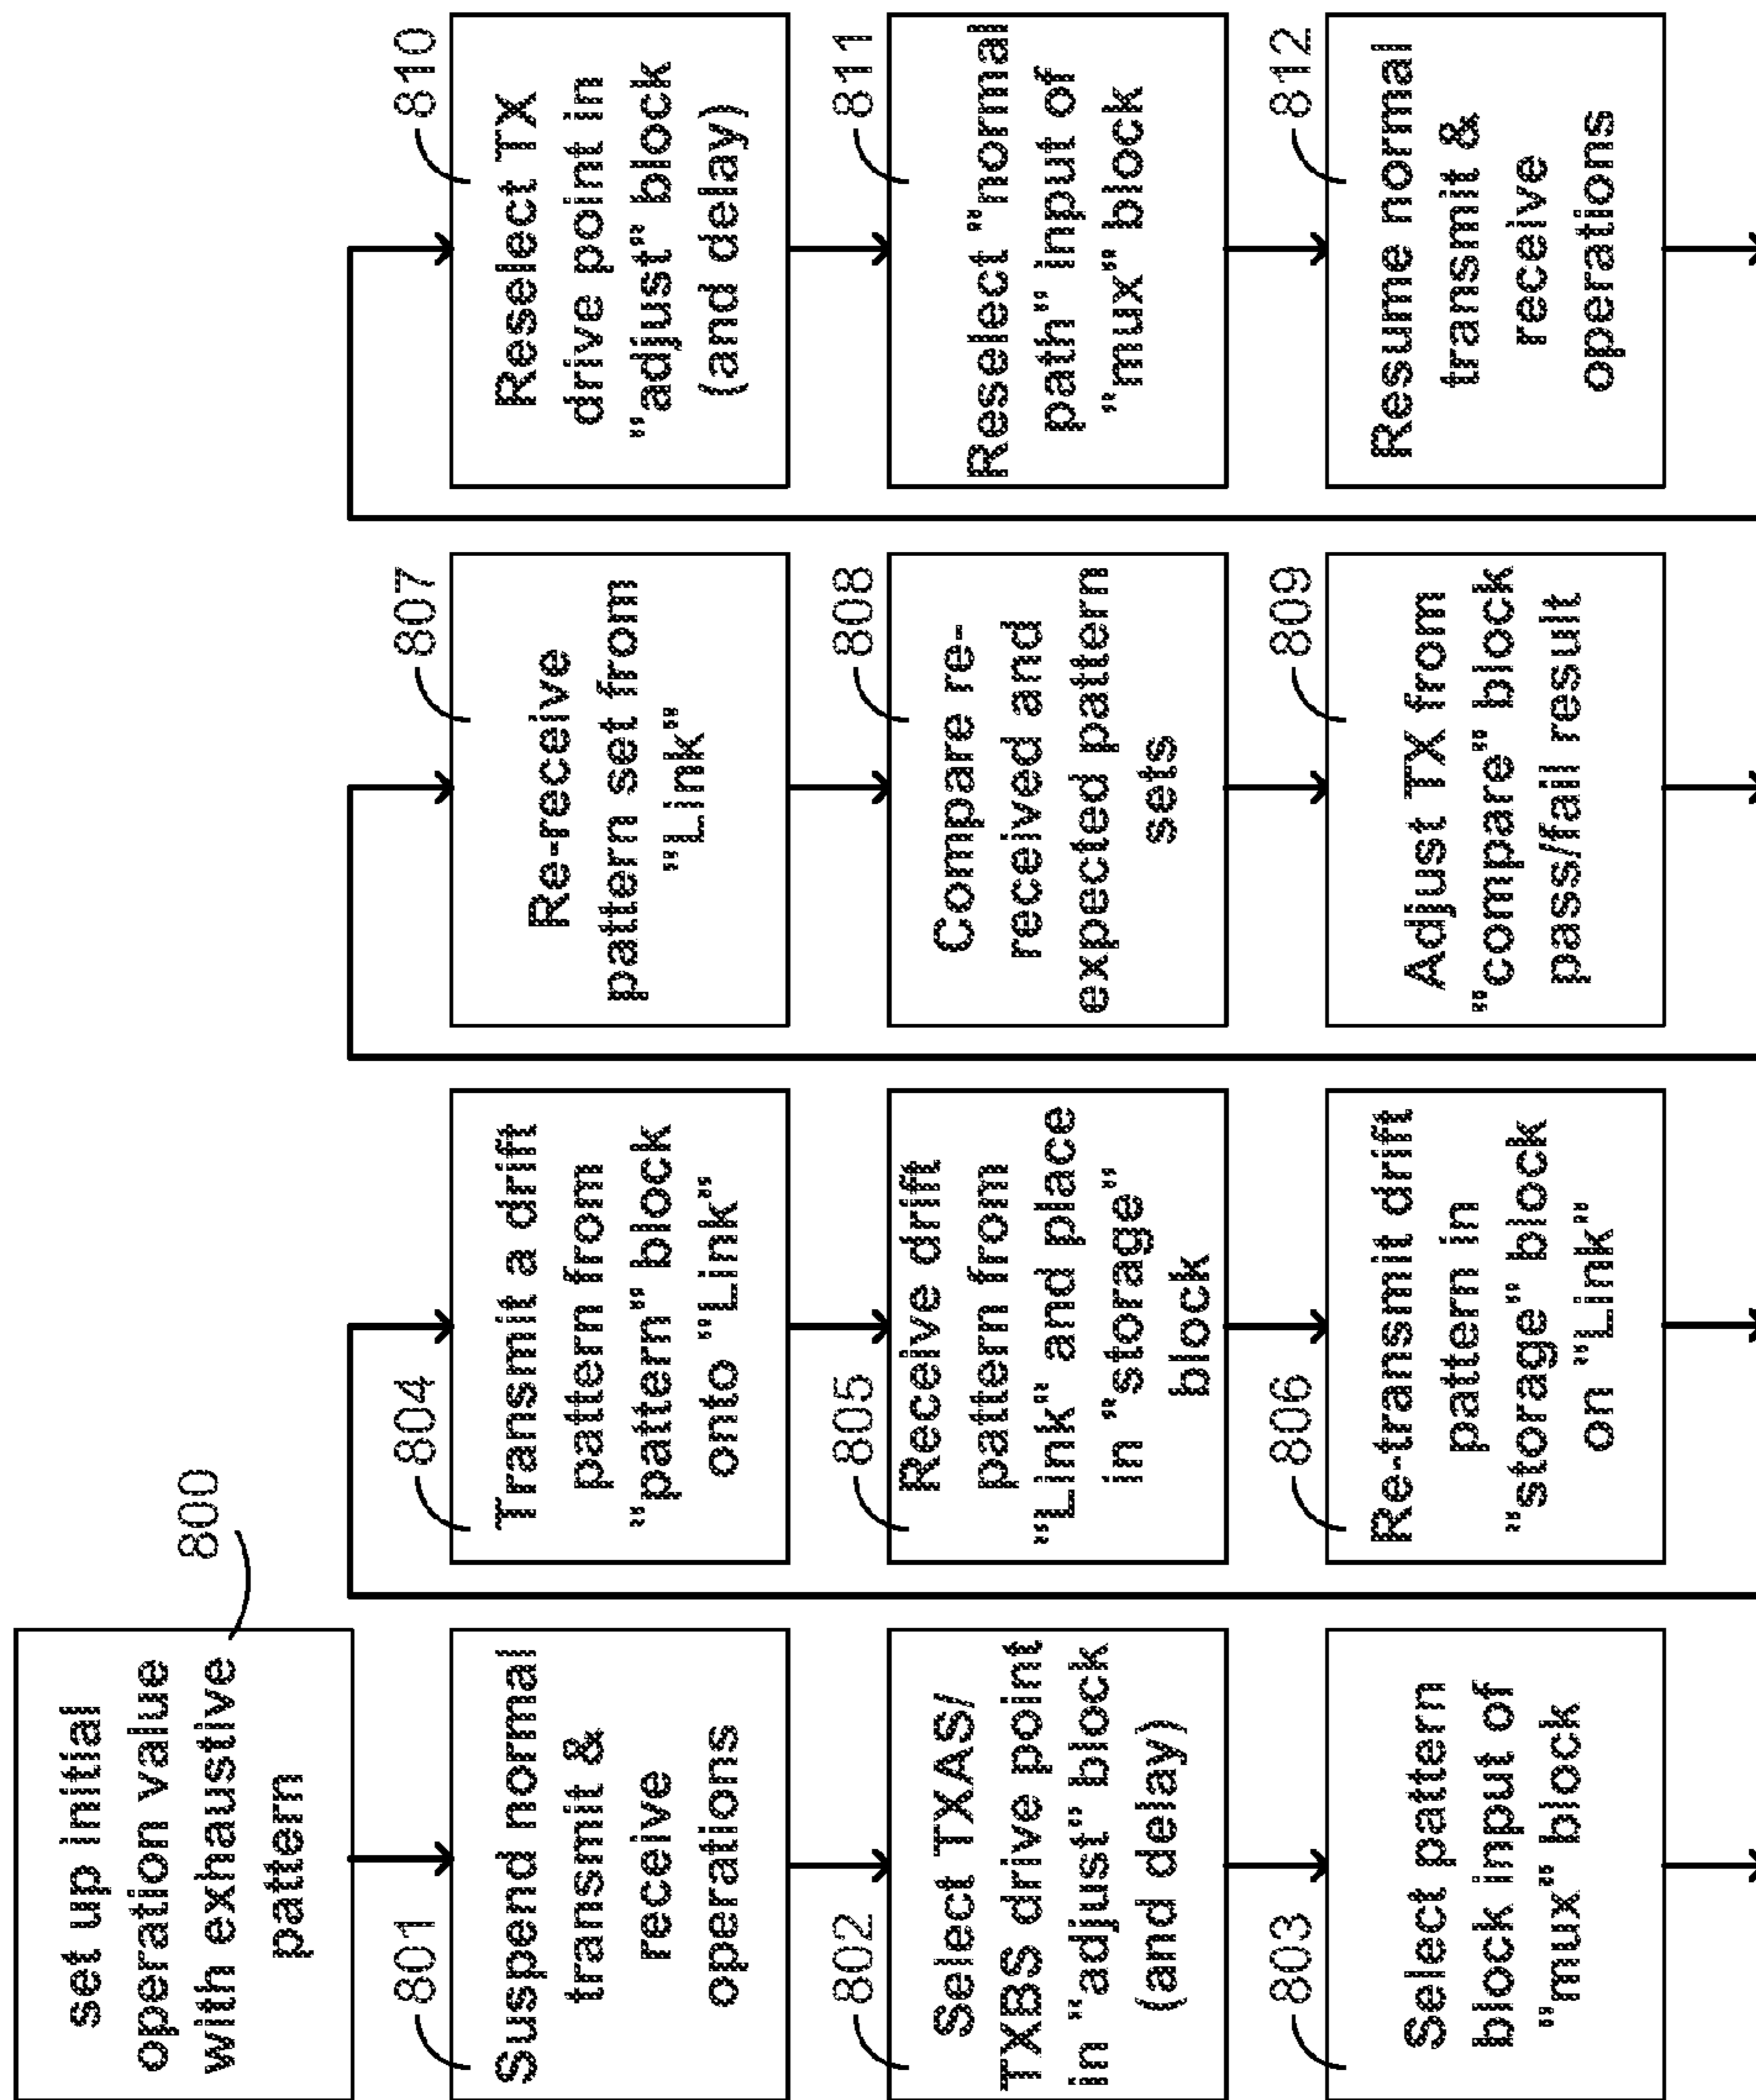 800
set up initial
operation value
with exhaustive
pattern
801
Suspend normal
transmit &
receive
operations
802
Select TXAS/
TXBS drive point
in "adjust" block
(and delay)
803
Select pattern
block input of
"mux" block
804
Transmit a drift
pattern from
"pattern" block
onto "Link"
805
Receive drift
pattern from
"Link" and place
in "storage"
block
806
Re-transmit drift
pattern in
"storage" block
on "Link"
807
Re-receive
pattern set from
"Link"
808
Compare re-
received and
expected pattern
sets
809
Adjust TX from
"compare" block
pass/fail result
810
Reselect TX
drive point in
"adjust" block
(and delay)
811
Reselect "normal
path" input of
"mux" block
812
Resume normal
transmit &
receive
operations